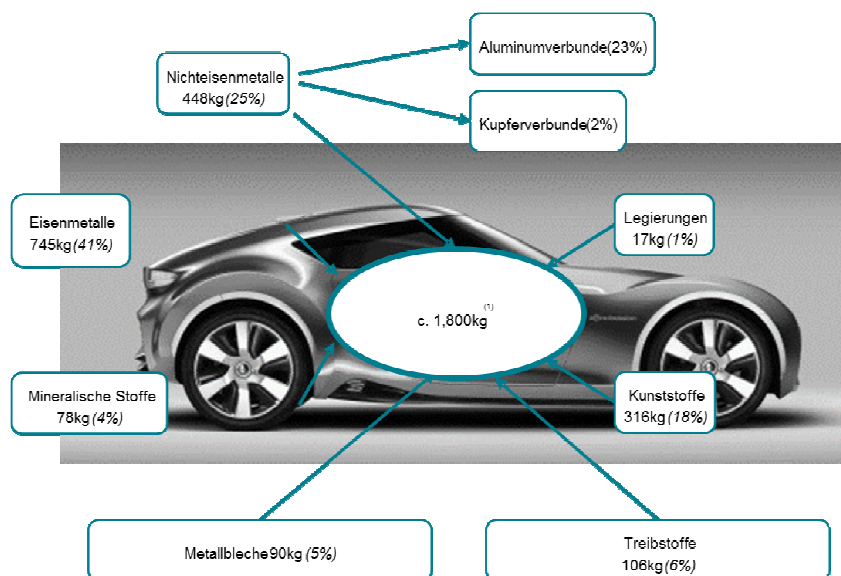 Aluminumverbunde(23%)
Nichteisenmetalle
448kg(25%)
Kupferverbunde(2%)
Eisenmetalle
745kg(41%)
Legierungen
17kg(1%)
c. 1,800kg(1)
Mineralische Stoffe
78kg(4%)
Kunststoffe
316kg(18%)
Metallbleche90kg(5%)
Treibstoffe
106kg(6%)